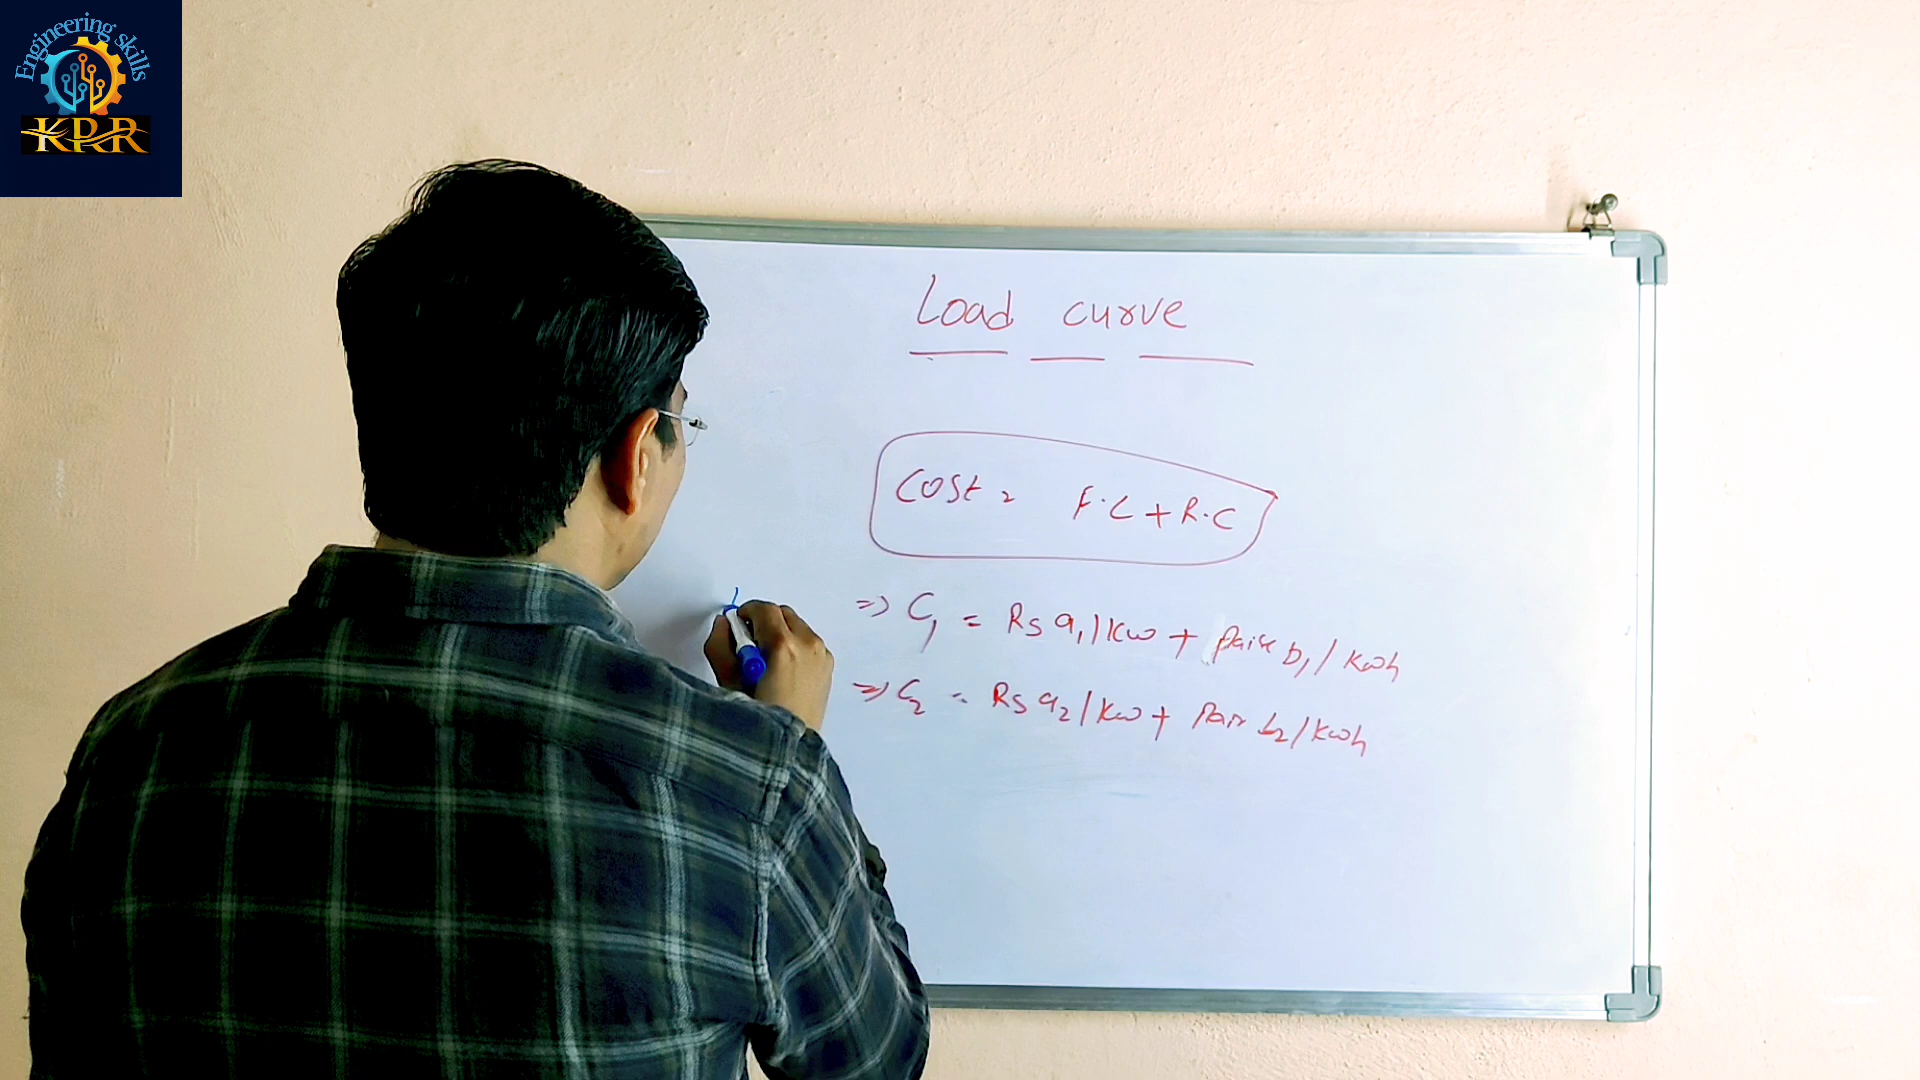 Engineering skills
KRR
Load curve
Cost = F.C + R.C
=> C1 = Rs a1/kw + paise b1/kwh
=> C2 = Rs a2/kw + Paise b2/kwh